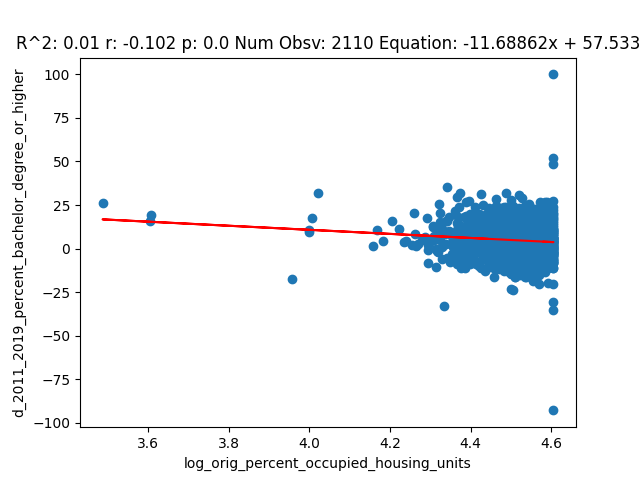 R^2: 0.01 r: -0.102 p: 0.0 Num Obsv: 2110 Equation: -11.68862x + 57.533
100
75
50
25
0
−25
−50
−75
−100
d_2011_2019_percent_bachelor_degree_or_higher
3.6 3.8 4.0 4.2 4.4 4.6
log_orig_percent_occupied_housing_units